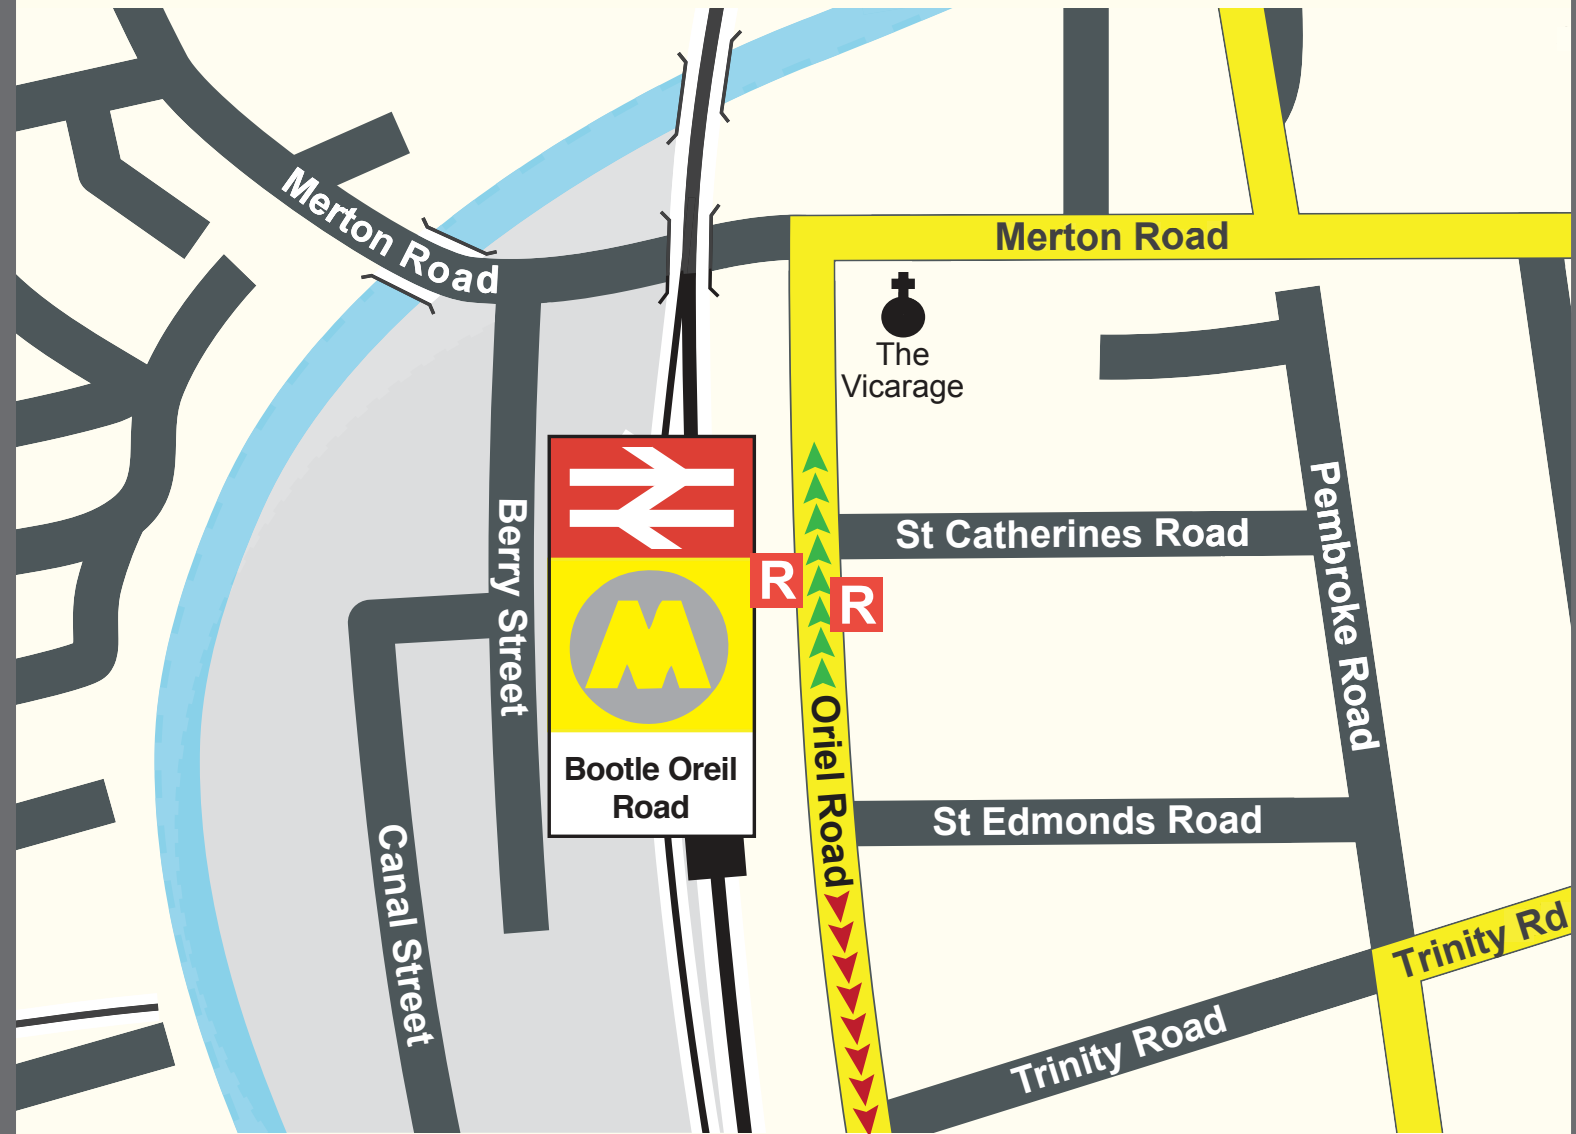 Merton Road
Merton Road
The
Vicarage
St Catherines Road
Pembroke Road
Berry Street
R
R
M
Bootle Oreil
Road
Oriel Road
St Edmonds Road
Canal Street
Trinity Rd
Trinity Road